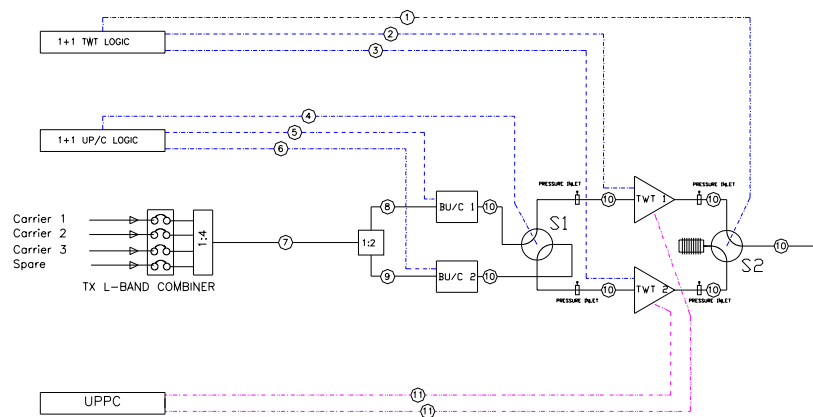 1
1+1 TWT LOGIC
2
3
4
1+1 UP/C LOGIC
5
6
PRESSURE INLET
PRESSURE INLET
10
TWT 1
10
Carrier 1
Carrier 2
Carrier 3
Spare
1:4
TX L-BAND COMBINER
7
1:2
8
BU/C 1
10
S1
9
BU/C 2
10
S2
10
10
TWT 2
10
PRESSURE INLET
PRESSURE INLET
UPPC
11
11